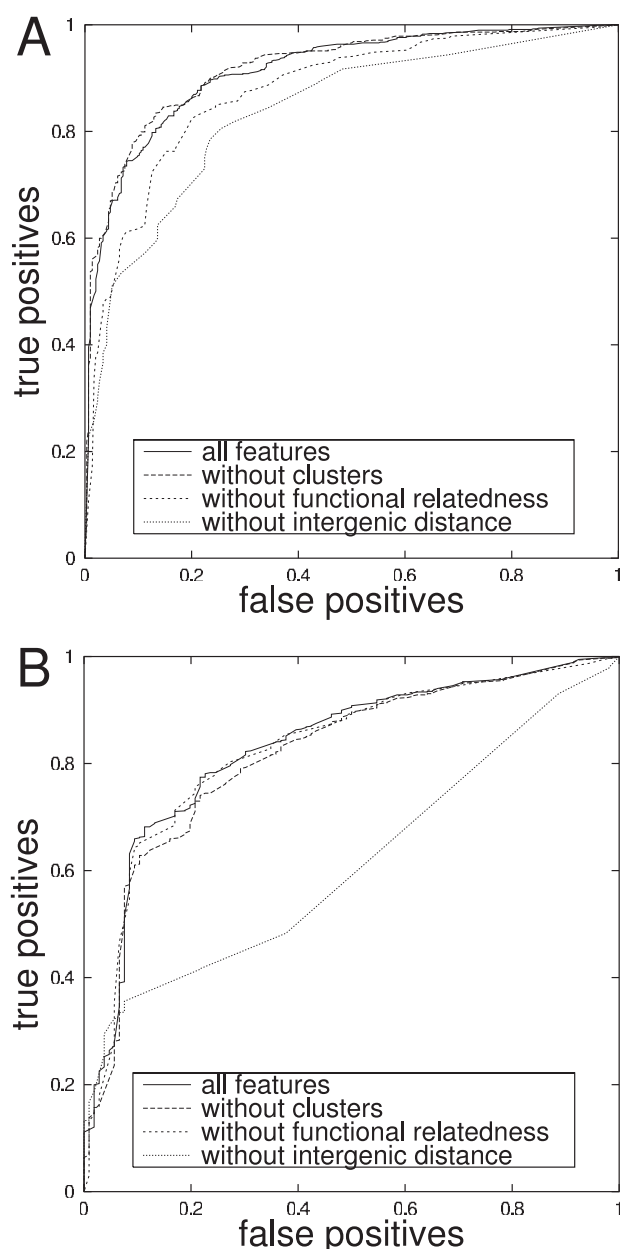 A
1
0.8
0.6
0.4
0.2
0
true positives
all features
without clusters
without functional relatedness
without intergenic distance
0 0.2 0.4 0.6 0.8 1
false positives
B
1
0.8
0.6
0.4
0.2
0
true positives
all features
without clusters
without functional relatedness
without intergenic distance
0 0.2 0.4 0.6 0.8 1
false positives